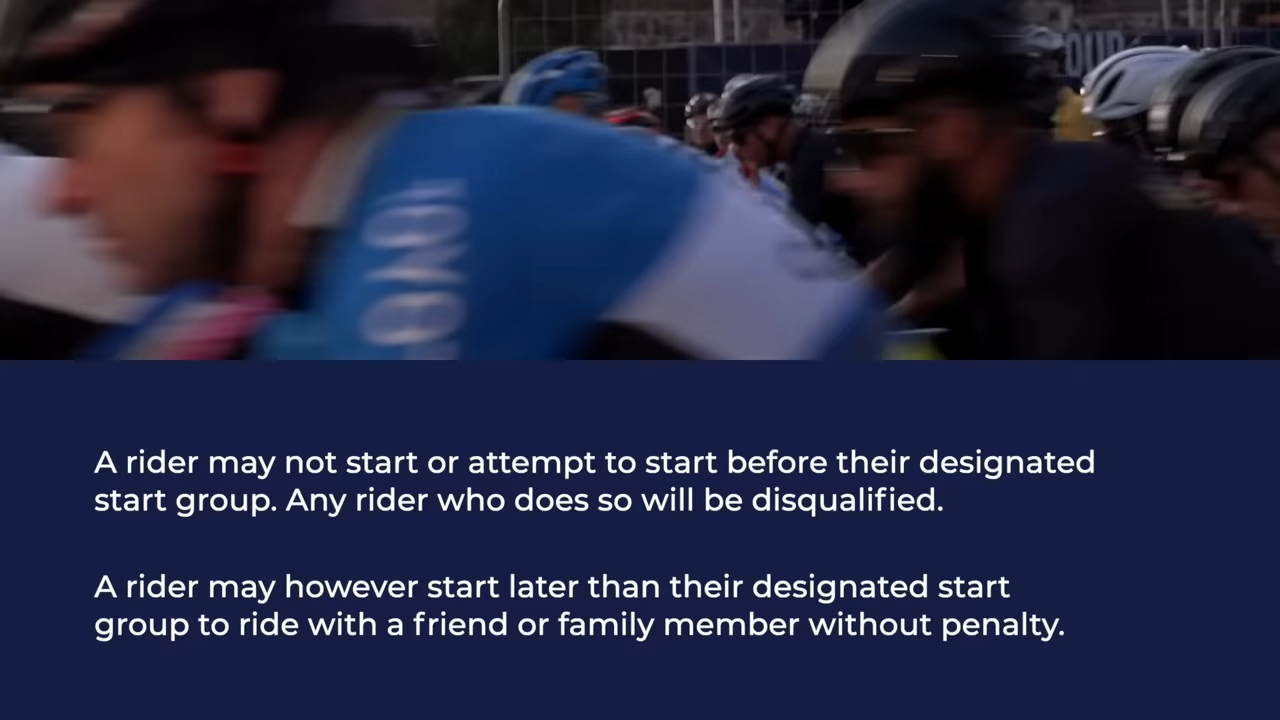 OUR
A rider may not start or attempt to start before their designated
start group. Any rider who does so will be disqualified.
A rider may however start later than their designated start
group to ride with a friend or family member without penalty.